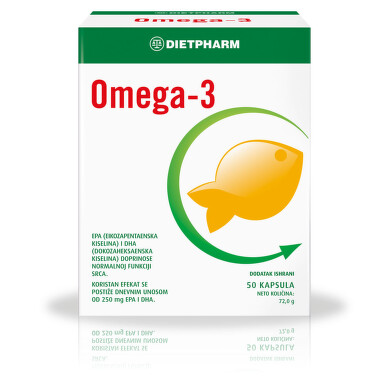 DIETPHARM
Omega-3
EPA (EIKOZAPENTAENSKA
KISELINA) I DHA
(DOKOZAHEKSAENSKA
KISELINA) DOPRINOSE
NORMALNOJ FUNKCIJI
SRCA.
KORISTAN EFEKAT SE
POSTIŽE DNEVNIM UNOSOM
OD 250 mg EPA I DHA.
DODATAK ISHRANI
50 KAPSULA
NETO KOLIČINA:
72,0 g